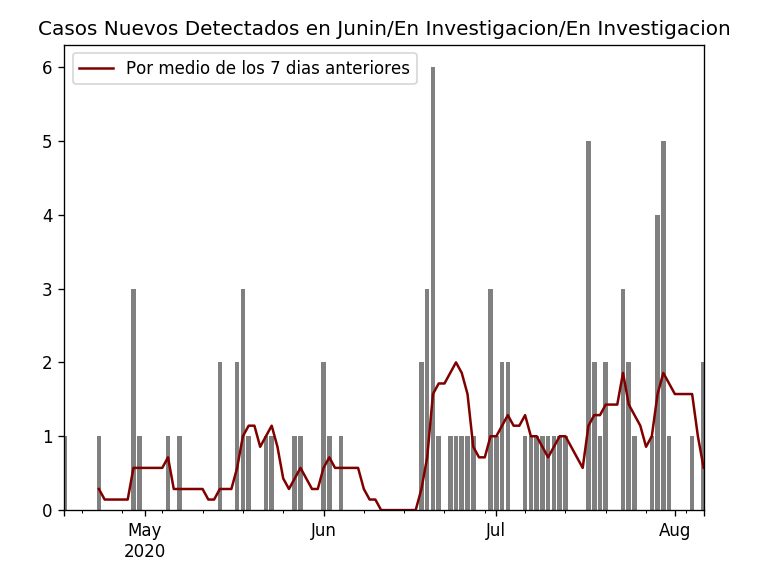 Casos Nuevos Detectados en Junin/En Investigacion/En Investigacion
Por medio de los 7 dias anteriores
6
5
4
3
2
1
0
May
2020
Jun
Jul
Aug